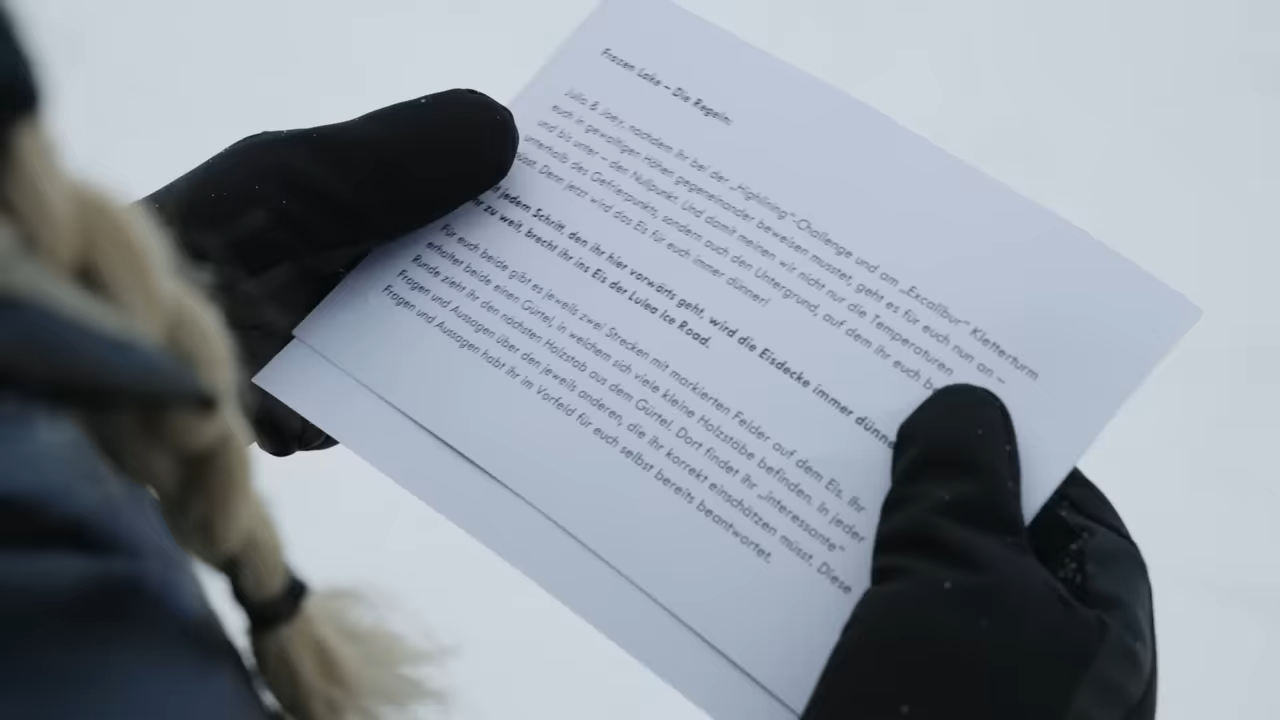 Frozen Lake – Die Regeln:
Julia & Joey, nachdem ihr bei der „Highlining“-Challenge und am „Excalibur“ Kletterturm
euch in gewaltigen Höhen gegeneinander beweisen musstet, geht es für euch nun an –
und bis unter – den Nullpunkt. Und damit meinen wir nicht nur die Temperaturen
unterhalb des Gefrierpunkts, sondern auch den Untergrund, auf dem ihr euch be
müsst. Denn jetzt wird das Eis für euch immer dünner!
jedem Schritt, den ihr hier vorwärts geht, wird die Eisdecke immer dünne
ihr zu weit, brecht ihr ins Eis der Lulea Ice Road.
Für euch beide gibt es jeweils zwei Strecken mit markierten Felder auf dem Eis. Ihr
erhaltet beide einen Gürtel, in welchem sich viele kleine Holzstäbe befinden. In jeder
Runde zieht ihr den nächsten Holzstab aus dem Gürtel. Dort findet ihr „interessante“
Fragen und Aussagen über den jeweils anderen, die ihr korrekt einschätzen müsst. Diese
Fragen und Aussagen habt ihr im Vorfeld für euch selbst bereits beantwortet.